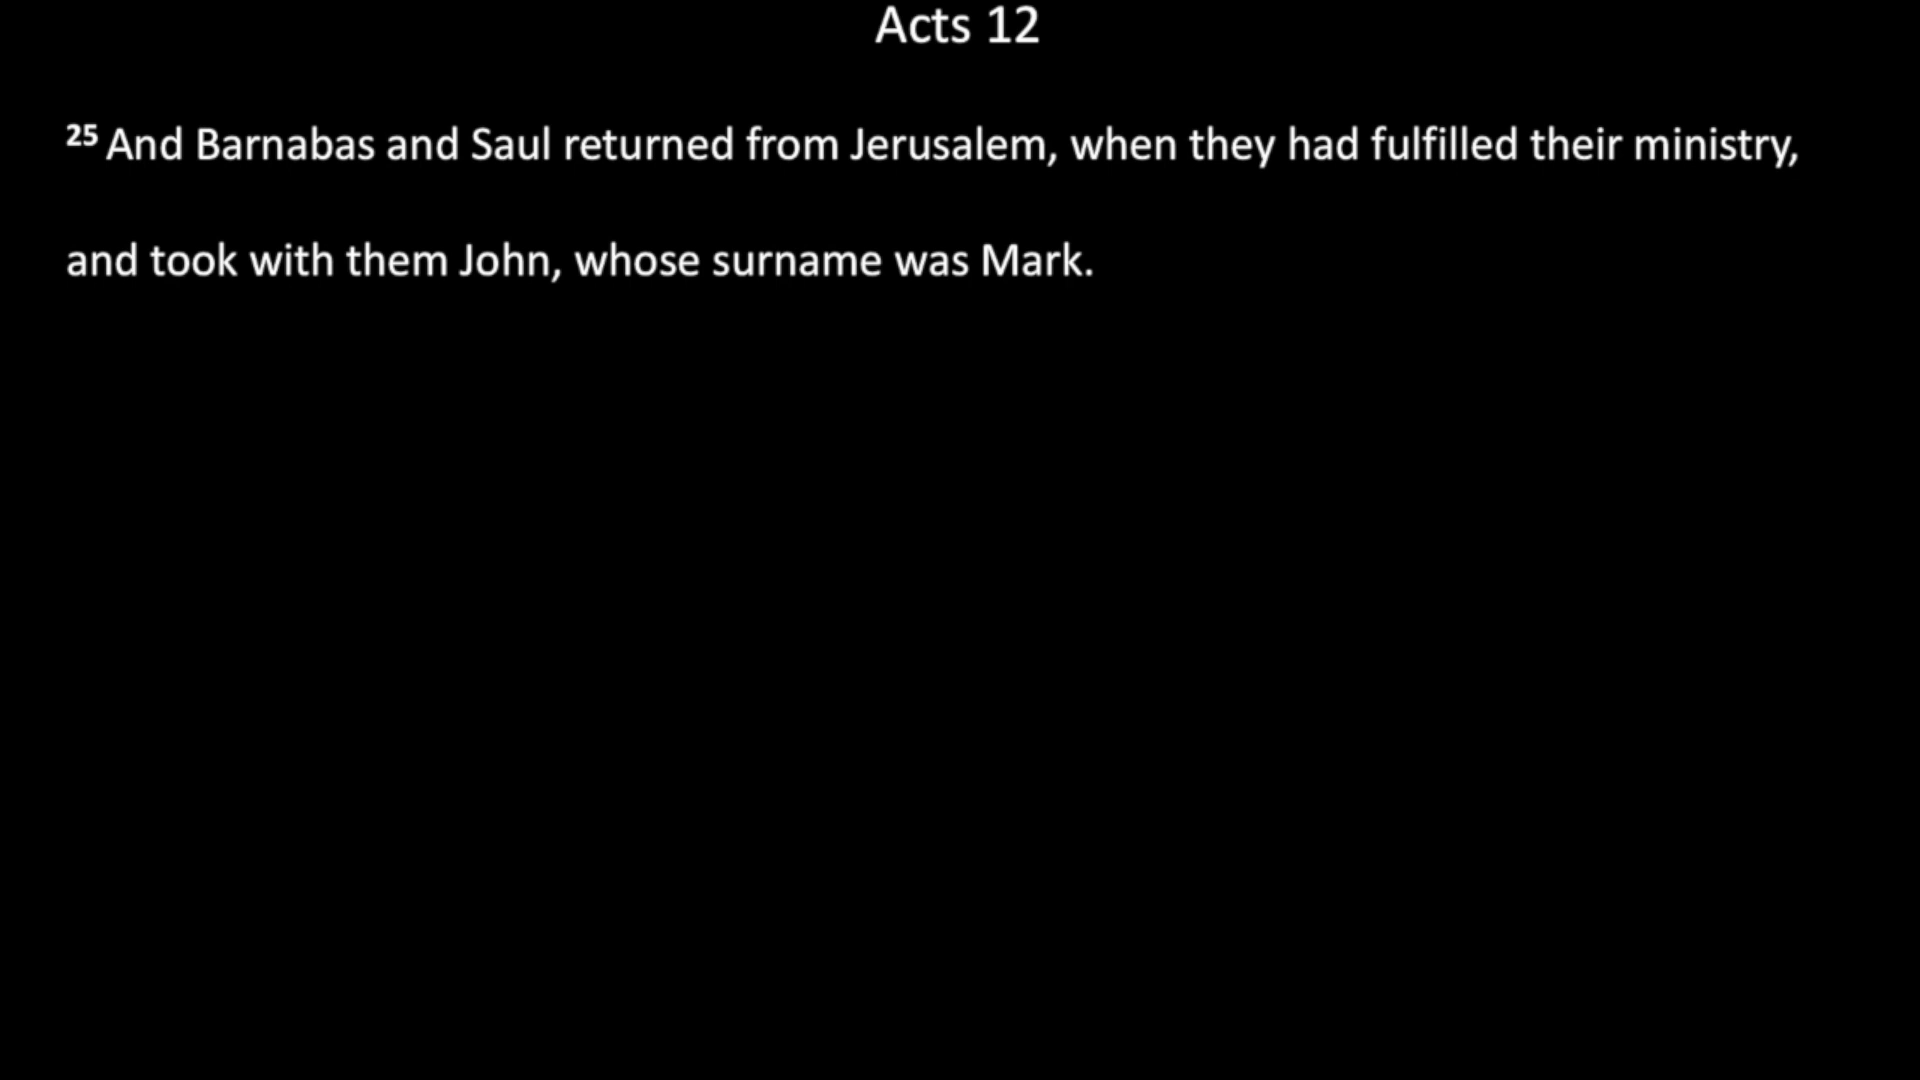 Acts 12
25 And Barnabas and Saul returned from Jerusalem, when they had fulfilled their ministry,
and took with them John, whose surname was Mark.